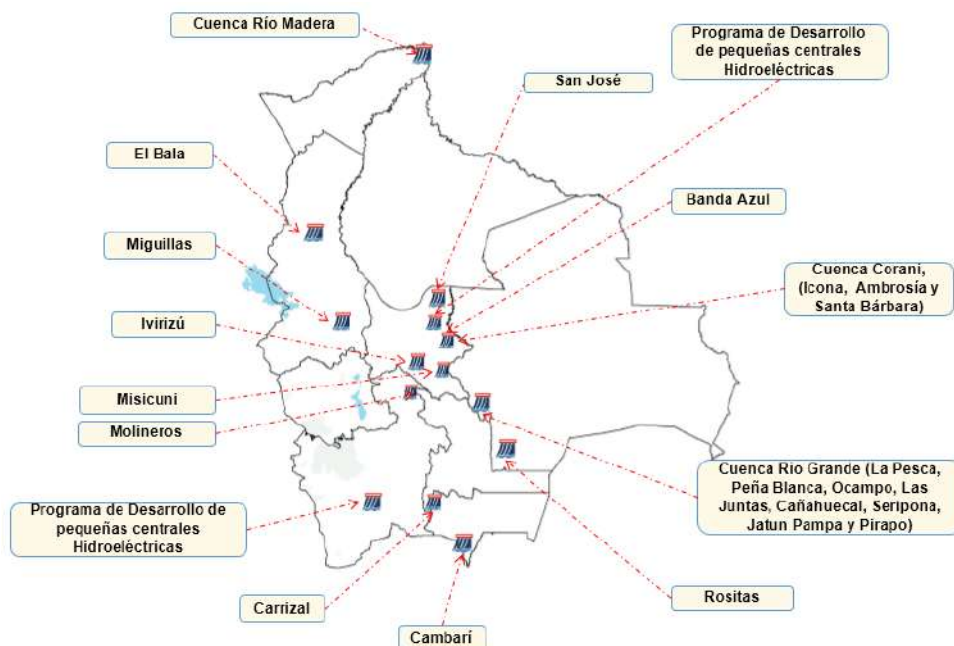 Cuenca Río Madera
Programa de Desarrollo
de pequeñas centrales
Hidroeléctricas
San José
El Bala
Banda Azul
Miguillas
Cuenca Corani,
(Icona, Ambrosía y
Santa Bárbara)
Ivirizú
Misicuni
Molineros
Cuenca Río Grande (La Pesca,
Peña Blanca, Ocampo, Las
Juntas, Cañahuecal, Seripona,
Jatun Pampa y Pirapo)
Programa de Desarrollo de
pequeñas centrales
Hidroeléctricas
Rositas
Carrizal
Cambarí